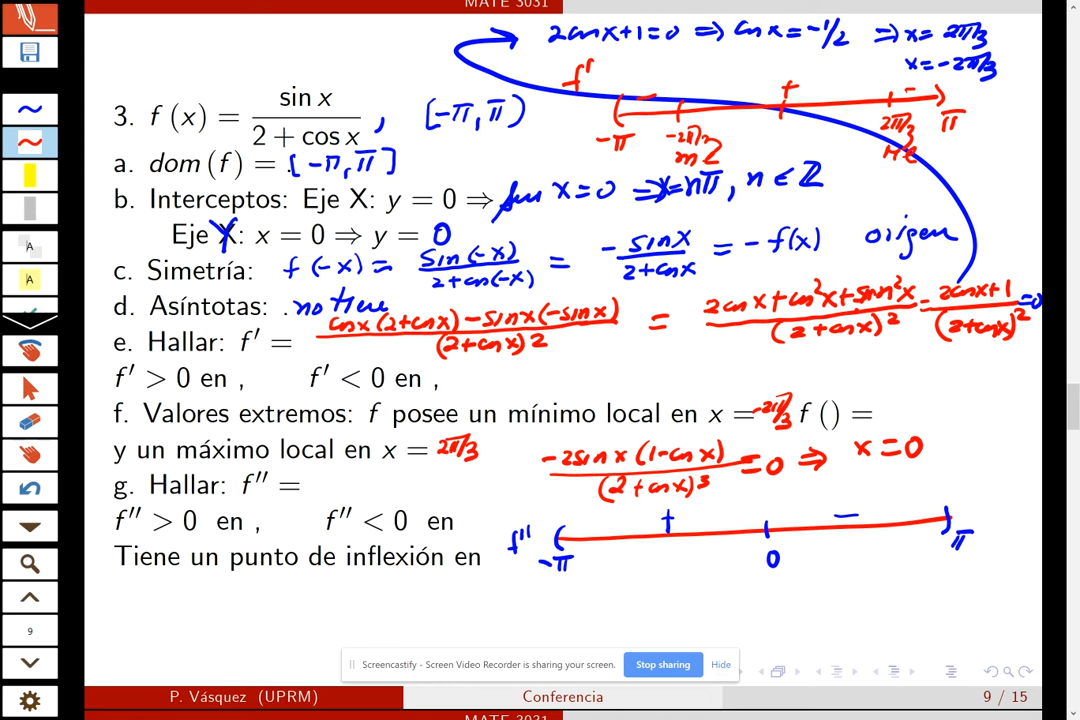 MATE 3031
2cos x+1=0 ⇒ cos x = -1/2 ⇒ x = 2π/3
x = -2π/3
f'
− + −
-π -2π/3 2π/3 π
3. f (x) = sin x / (2 + cos x) , [-π, π)
a. dom (f) = . [-π, π]
b. Interceptos: Eje X: y = 0 ⇒ sen x = 0 ⇒ x = nπ, n ∈ ℤ
Eje Y: x = 0 ⇒ y = 0
c. Simetría: f(-x) = sin(-x) / (2+cos(-x)) = -sin x / (2+cos x) = -f(x) origen
d. Asíntotas: . no tiene
e. Hallar: f′ = (cos x (2+cos x) − sin x (−sin x)) / (2+cos x)² = (2cos x + cos² x + sin² x) / (2+cos x)² = (2cos x + 1) / (2+cos x)² = 0
f′ > 0 en , f′ < 0 en ,
f. Valores extremos: f posee un mínimo local en x = -2π/3 f () =
y un máximo local en x = 2π/3
g. Hallar: f″ = -2 sin x (1-cos x) / (2+cos x)³ = 0 ⇒ x = 0
f″ > 0 en , f″ < 0 en
f″ + −
-π 0 π
Tiene un punto de inflexión en
A
A
9
Screencastify - Screen Video Recorder is sharing your screen. Stop sharing Hide
P. Vásquez (UPRM) Conferencia 9 / 15
MATE 3031